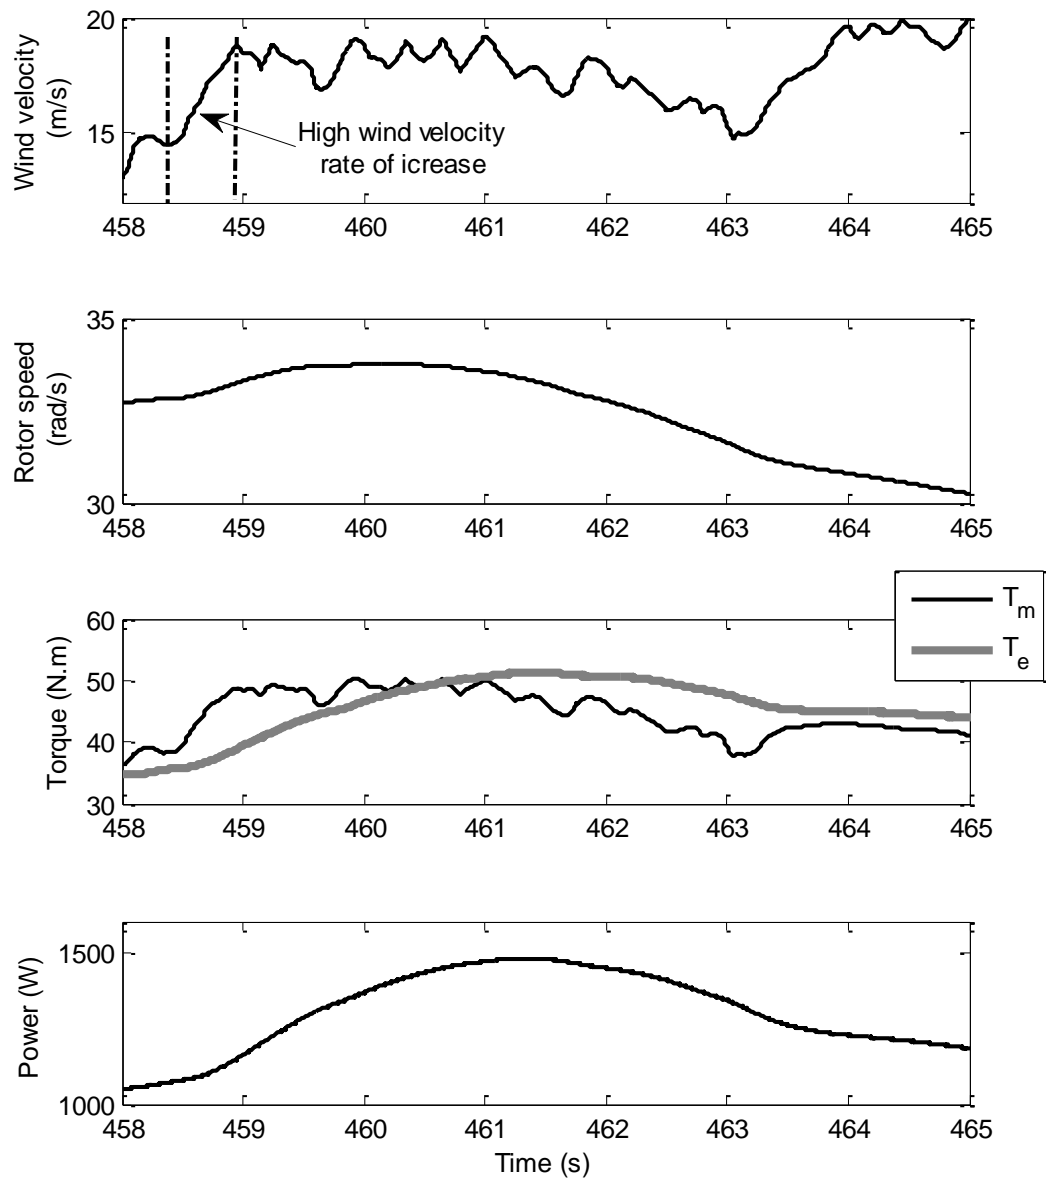 20
15
Wind velocity
(m/s)
High wind velocity
rate of icrease
458 459 460 461 462 463 464 465
35
30
Rotor speed
(rad/s)
458 459 460 461 462 463 464 465
60
50
40
30
Torque (N.m)
T_m
T_e
458 459 460 461 462 463 464 465
1500
1000
Power (W)
458 459 460 461 462 463 464 465
Time (s)